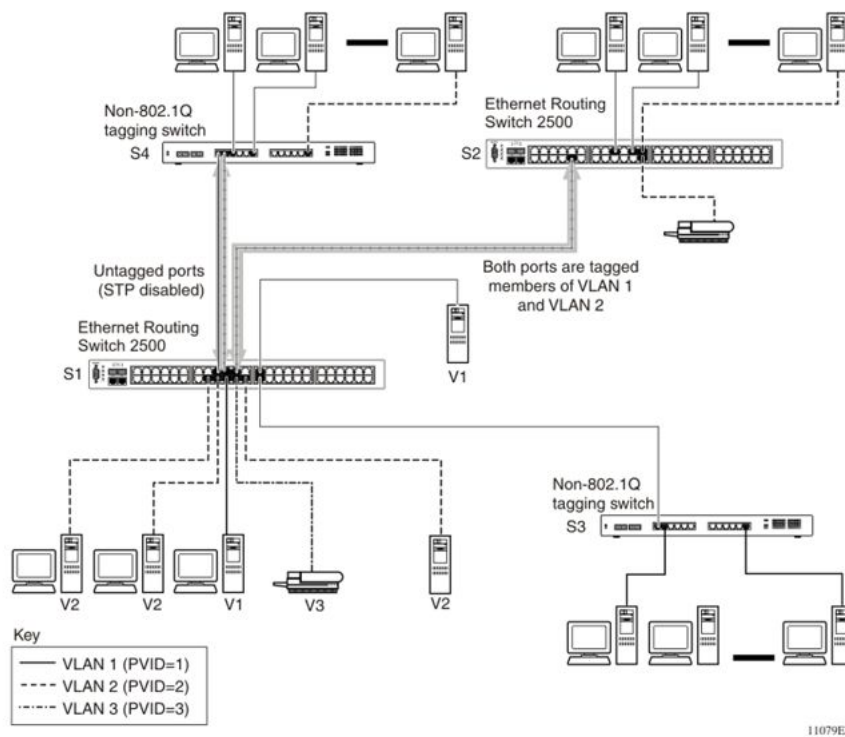 Non-802.1Q
tagging switch
S4
Ethernet Routing
Switch 2500
S2
Untagged ports
(STP disabled)
Both ports are tagged
members of VLAN 1
and VLAN 2
Ethernet Routing
Switch 2500
S1
V1
Non-802.1Q
tagging switch
S3
V2
V2
V1
V3
V2
Key
VLAN 1 (PVID=1)
VLAN 2 (PVID=2)
VLAN 3 (PVID=3)
11079E